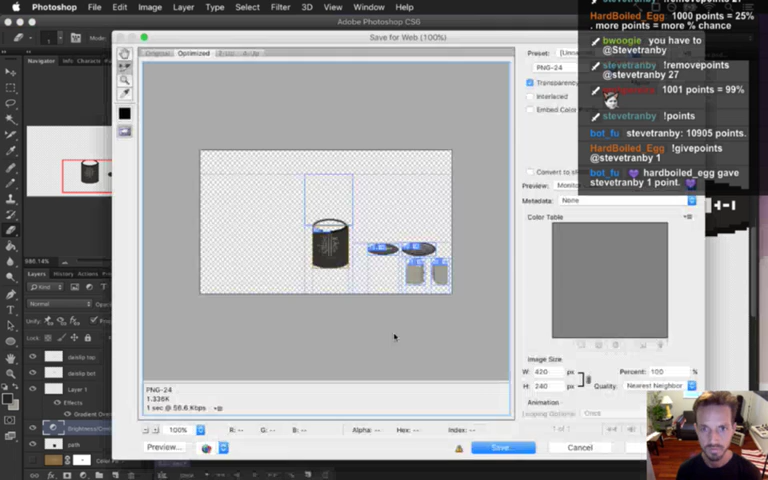 Photoshop File Edit Image Layer Type Select Filter 3D View Window Help
Adobe Photoshop CS6
Save for Web (100%)
HardBoiled_Egg 1000 points = 25%
. more points = more % chance
bwoogie you have to
@Stevetranby
stevetranby !removepoints
@stevetranby 27
1001 points = 99%
stevetranby !points
bot_fu stevetranby: 10905 points.
HardBoiled_Egg !givepoints
@stevetranby 1
bot_fu hardboiled_egg gave
stevetranby 1 point.
Navigator
Original Optimized
Preset:
PNG-24
Transparency
Interlaced
Embed Color
Preview:
Metadata: None
Color Table
Image Size
W: 420 px Percent: 100 %
H: 240 px Quality: Nearest Neighbor
Animation
Looping Options:
PNG-24
1.336K
1 sec @ 56.6 Kbps
100% R: -- G: -- B: -- Alpha: -- Hex: -- Index: --
Preview... Save... Cancel
Layers
Kind
Normal
Unify:
Lock:
Layer 1
Effects
path